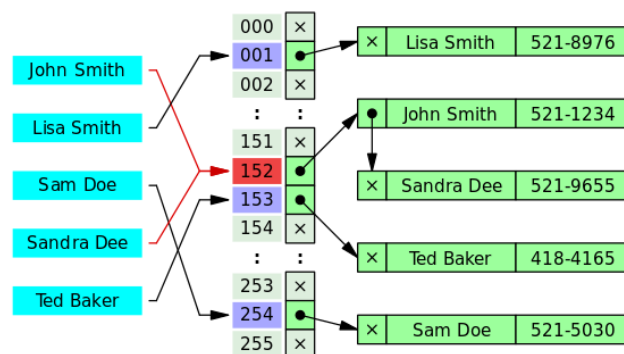 John Smith
Lisa Smith
Sam Doe
Sandra Dee
Ted Baker
000 ×
001
002 ×
: :
151 ×
152
153
154 ×
: :
253 ×
254
255 ×
× Lisa Smith 521-8976
John Smith 521-1234
× Sandra Dee 521-9655
× Ted Baker 418-4165
× Sam Doe 521-5030